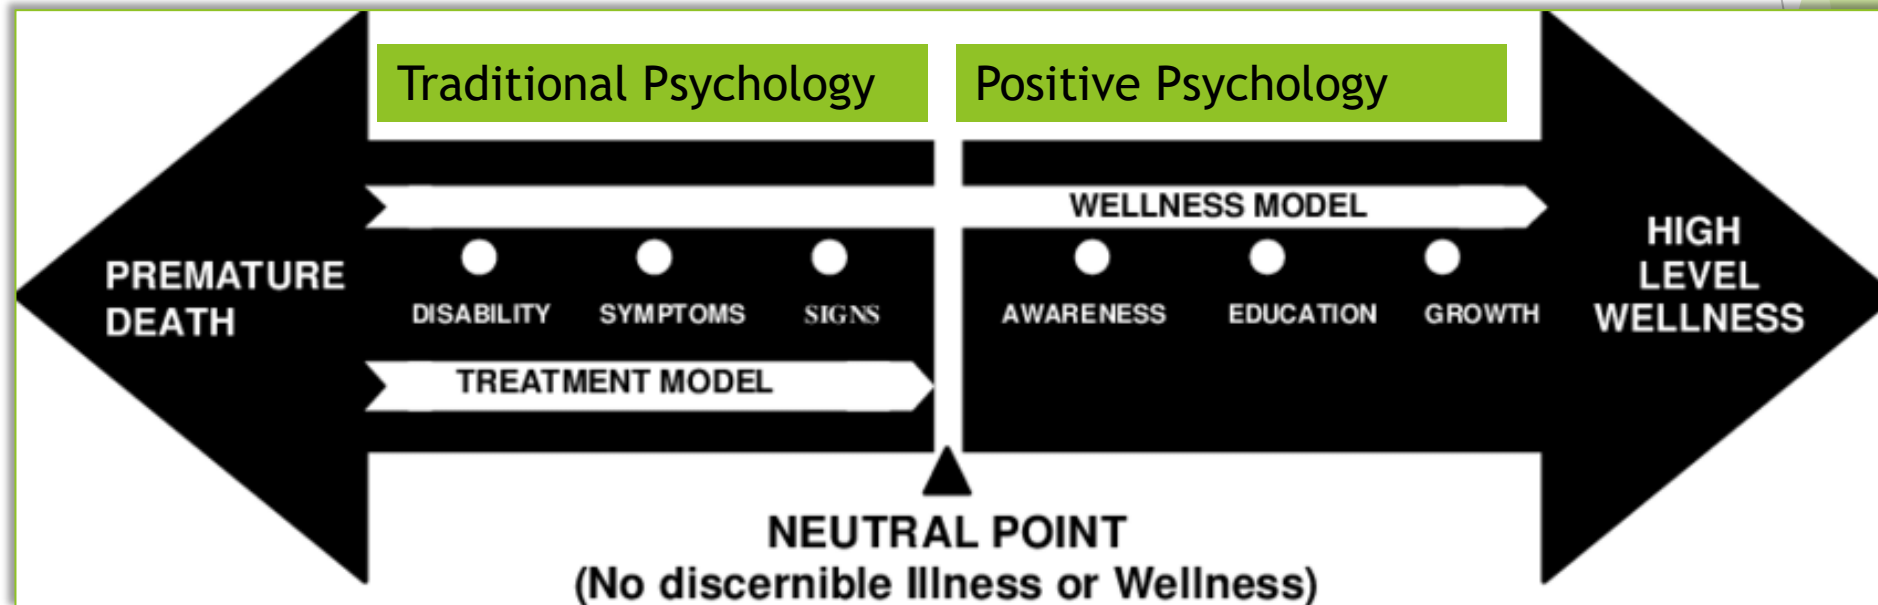 Traditional Psychology
Positive Psychology
WELLNESS MODEL
PREMATURE
DEATH
DISABILITY
SYMPTOMS
SIGNS
AWARENESS
EDUCATION
GROWTH
HIGH
LEVEL
WELLNESS
TREATMENT MODEL
NEUTRAL POINT
(No discernible Illness or Wellness)